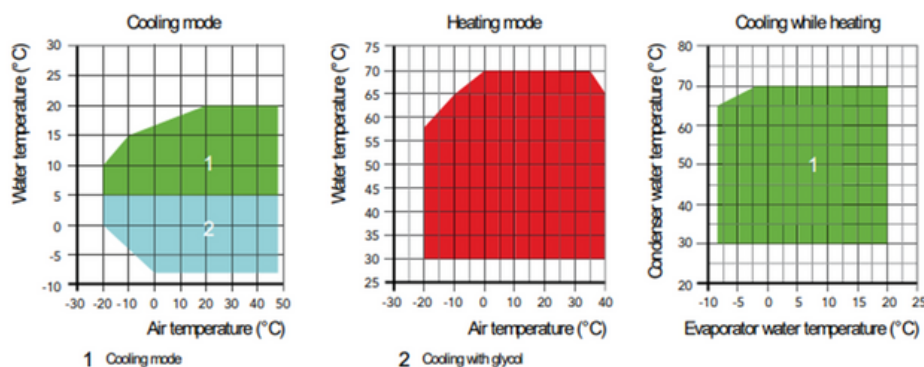 Cooling mode
Heating mode
Cooling while heating
Water temperature (°C)
30
25
20
15
10
5
0
-5
-10
-30 -20 -10 0 10 20 30 40 50
Air temperature (°C)
1
2
Water temperature (°C)
75
70
65
60
55
50
45
40
35
30
25
-30 -20 -10 0 10 20 30 40
Air temperature (°C)
Condenser water temperature (°C)
80
70
60
50
40
30
20
-10 -5 0 5 10 15 20 25
Evaporator water temperature (°C)
1
1 Cooling mode
2 Cooling with glycol